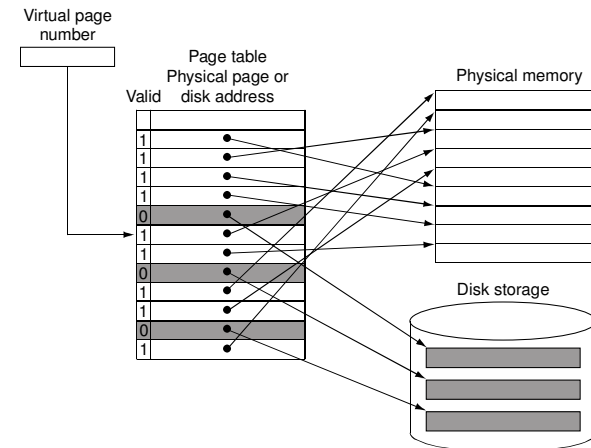 Virtual page
number
Page table
Physical page or
Valid disk address
Physical memory
1
1
1
1
0
1
1
0
1
1
0
1
Disk storage